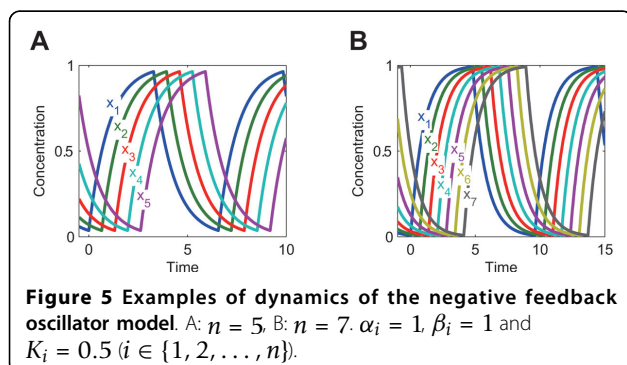 A
B
1
0.5
0
Concentration
x₁
x₂
x₃
x₄
x₅
0
5
10
Time
1
0.5
0
Concentration
x₁
x₂
x₃
x₄
x₅
x₆
x₇
0
5
10
15
Time
Figure 5 Examples of dynamics of the negative feedback
oscillator model. A: n = 5, B: n = 7. αᵢ = 1, βᵢ = 1 and
Kᵢ = 0.5 (i ∈ {1, 2, . . . , n}).